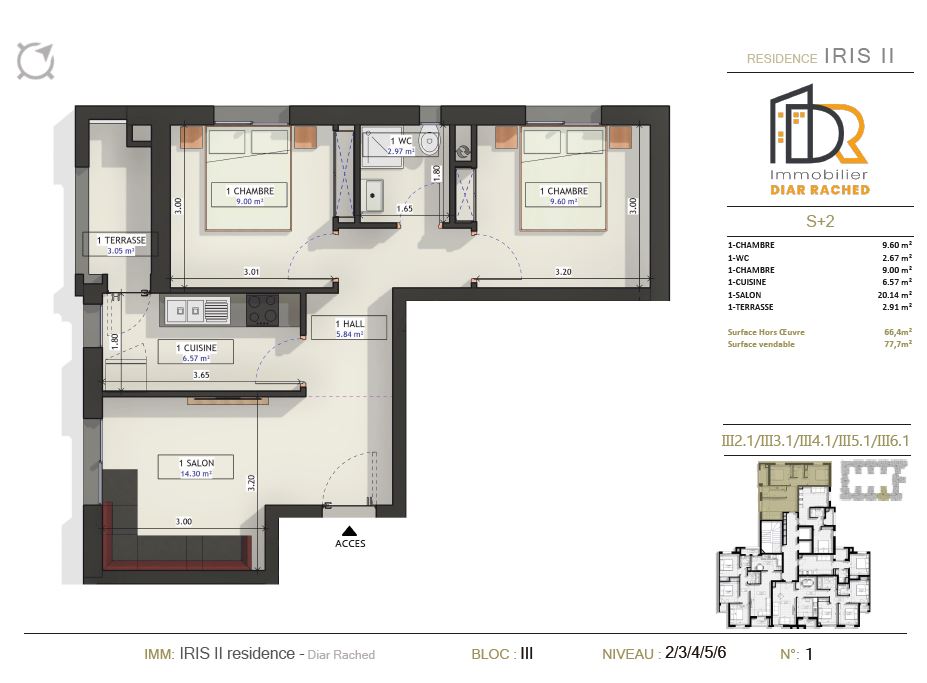 RESIDENCE IRIS II
Immobilier
DIAR RACHED
S+2
1-CHAMBRE 9.60 m²
1-WC 2.67 m²
1-CHAMBRE 9.00 m²
1-CUISINE 6.57 m²
1-SALON 20.14 m²
1-TERRASSE 2.91 m²
Surface Hors Œuvre 66,4m²
Surface vendable 77,7m²
III2.1/III3.1/III4.1/III5.1/III6.1
1 WC
2.97 m²
1.80
1.65
1 CHAMBRE
9.00 m²
3.00
3.01
1 CHAMBRE
9.60 m²
3.00
3.20
1 TERRASSE
3.05 m²
1 HALL
5.84 m²
1 CUISINE
6.57 m²
1.80
3.65
1 SALON
14.30 m²
3.20
3.00
ACCES
IMM: IRIS II residence - Diar Rached BLOC : III NIVEAU : 2/3/4/5/6 N°: 1